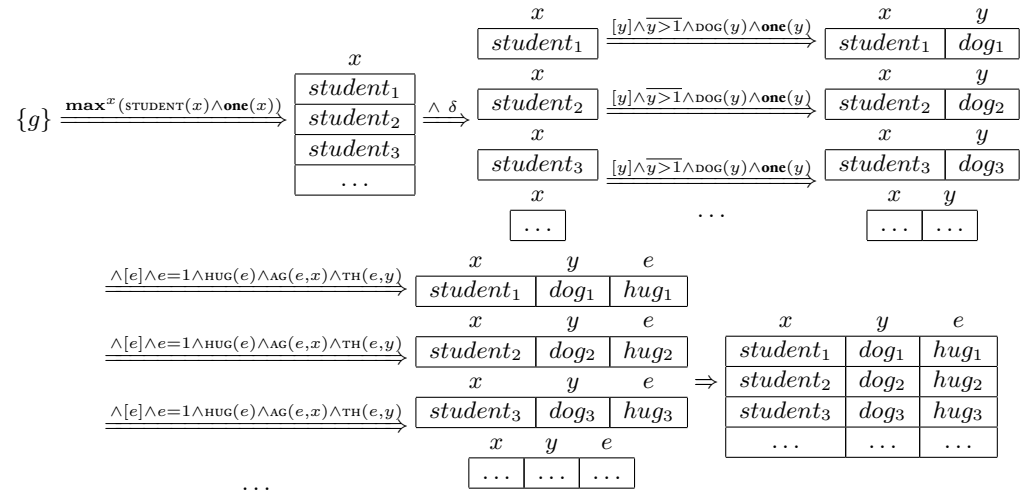 x
x y
student₁ [y]∧y̅>̅1̅∧DOG(y)∧one(y) student₁ dog₁
x
{g} maxˣ(STUDENT(x)∧one(x)) student₁ student₂ student₃ … ∧ δ
x x y
student₂ [y]∧y̅>̅1̅∧DOG(y)∧one(y) student₂ dog₂
x x y
student₃ [y]∧y̅>̅1̅∧DOG(y)∧one(y) student₃ dog₃
x … x y
… … …
x y e
∧[e]∧e=1∧HUG(e)∧AG(e,x)∧TH(e,y) student₁ dog₁ hug₁
x y e
∧[e]∧e=1∧HUG(e)∧AG(e,x)∧TH(e,y) student₂ dog₂ hug₂
x y e
∧[e]∧e=1∧HUG(e)∧AG(e,x)∧TH(e,y) student₃ dog₃ hug₃
x y e
… … … …
⇒
x y e
student₁ dog₁ hug₁
student₂ dog₂ hug₂
student₃ dog₃ hug₃
… … …